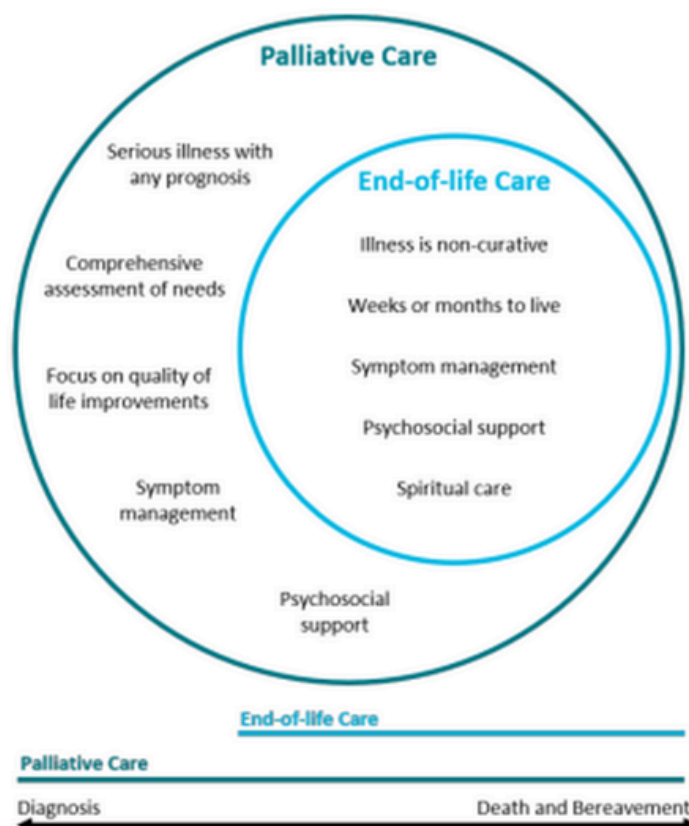 Palliative Care
Serious illness with
any prognosis
Comprehensive
assessment of needs
Focus on quality of
life improvements
Symptom
management
Psychosocial
support
End-of-life Care
Illness is non-curative
Weeks or months to live
Symptom management
Psychosocial support
Spiritual care
End-of-life Care
Palliative Care
Diagnosis
Death and Bereavement